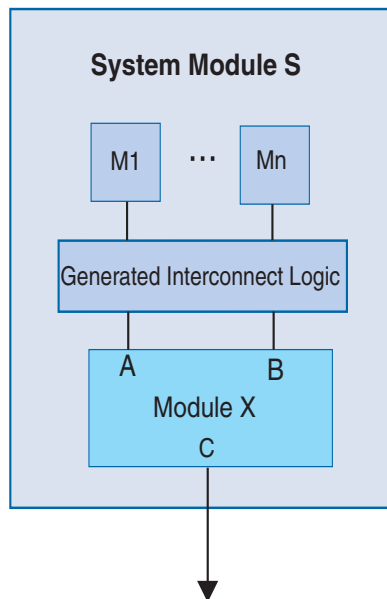 System Module S
M1 ... Mn
Generated Interconnect Logic
A B
Module X
C